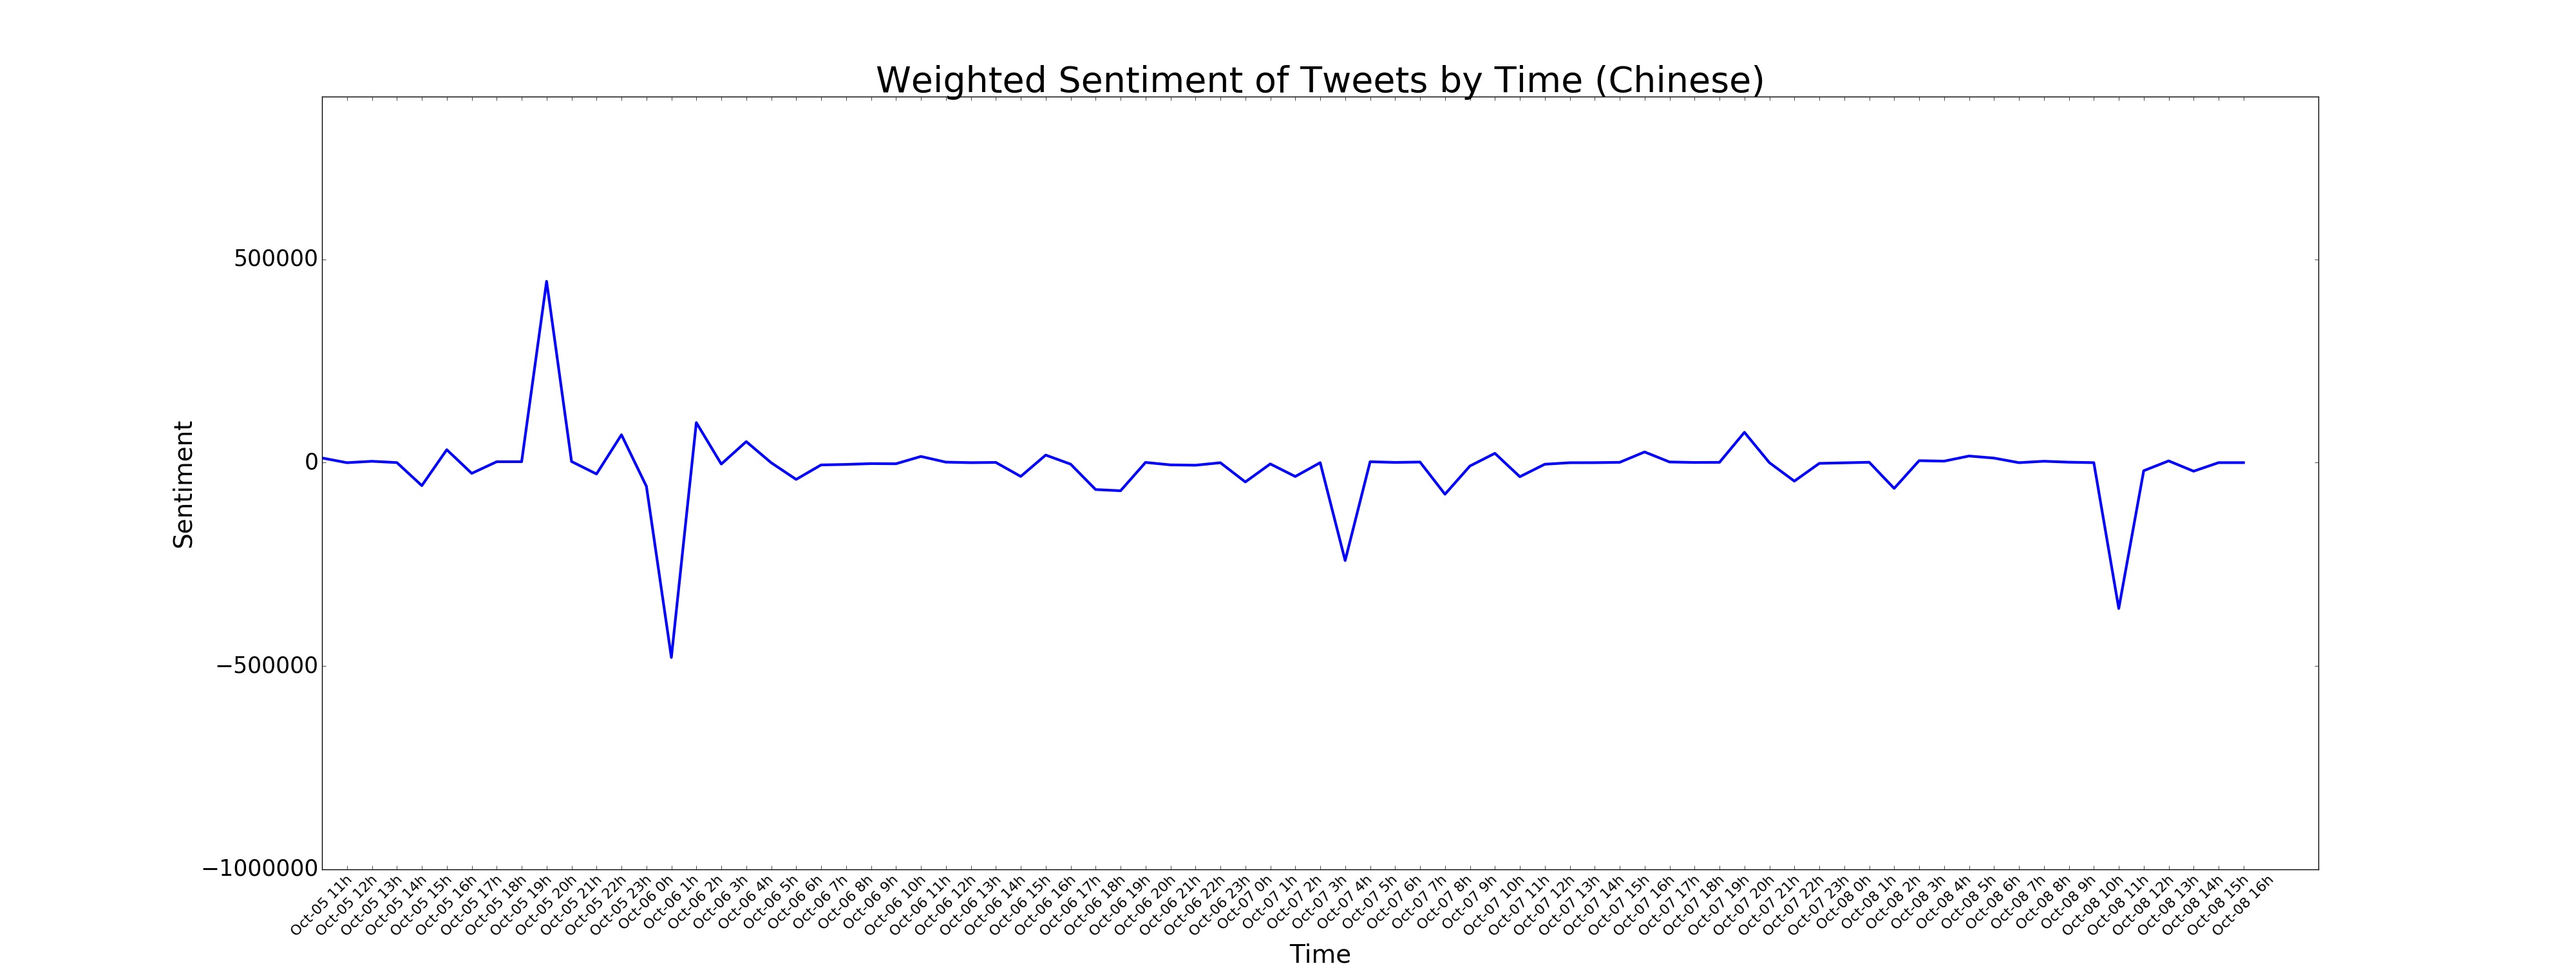 Weighted Sentiment of Tweets by Time (Chinese)
500000
0
−500000
−1000000
Sentiment
Oct-05 11h
Oct-05 12h
Oct-05 13h
Oct-05 14h
Oct-05 15h
Oct-05 16h
Oct-05 17h
Oct-05 18h
Oct-05 19h
Oct-05 20h
Oct-05 21h
Oct-05 22h
Oct-05 23h
Oct-06 0h
Oct-06 1h
Oct-06 2h
Oct-06 3h
Oct-06 4h
Oct-06 5h
Oct-06 6h
Oct-06 7h
Oct-06 8h
Oct-06 9h
Oct-06 10h
Oct-06 11h
Oct-06 12h
Oct-06 13h
Oct-06 14h
Oct-06 15h
Oct-06 16h
Oct-06 17h
Oct-06 18h
Oct-06 19h
Oct-06 20h
Oct-06 21h
Oct-06 22h
Oct-06 23h
Oct-07 0h
Oct-07 1h
Oct-07 2h
Oct-07 3h
Oct-07 4h
Oct-07 5h
Oct-07 6h
Oct-07 7h
Oct-07 8h
Oct-07 9h
Oct-07 10h
Oct-07 11h
Oct-07 12h
Oct-07 13h
Oct-07 14h
Oct-07 15h
Oct-07 16h
Oct-07 17h
Oct-07 18h
Oct-07 19h
Oct-07 20h
Oct-07 21h
Oct-07 22h
Oct-07 23h
Oct-08 0h
Oct-08 1h
Oct-08 2h
Oct-08 3h
Oct-08 4h
Oct-08 5h
Oct-08 6h
Oct-08 7h
Oct-08 8h
Oct-08 9h
Oct-08 10h
Oct-08 11h
Oct-08 12h
Oct-08 13h
Oct-08 14h
Oct-08 15h
Oct-08 16h
Time